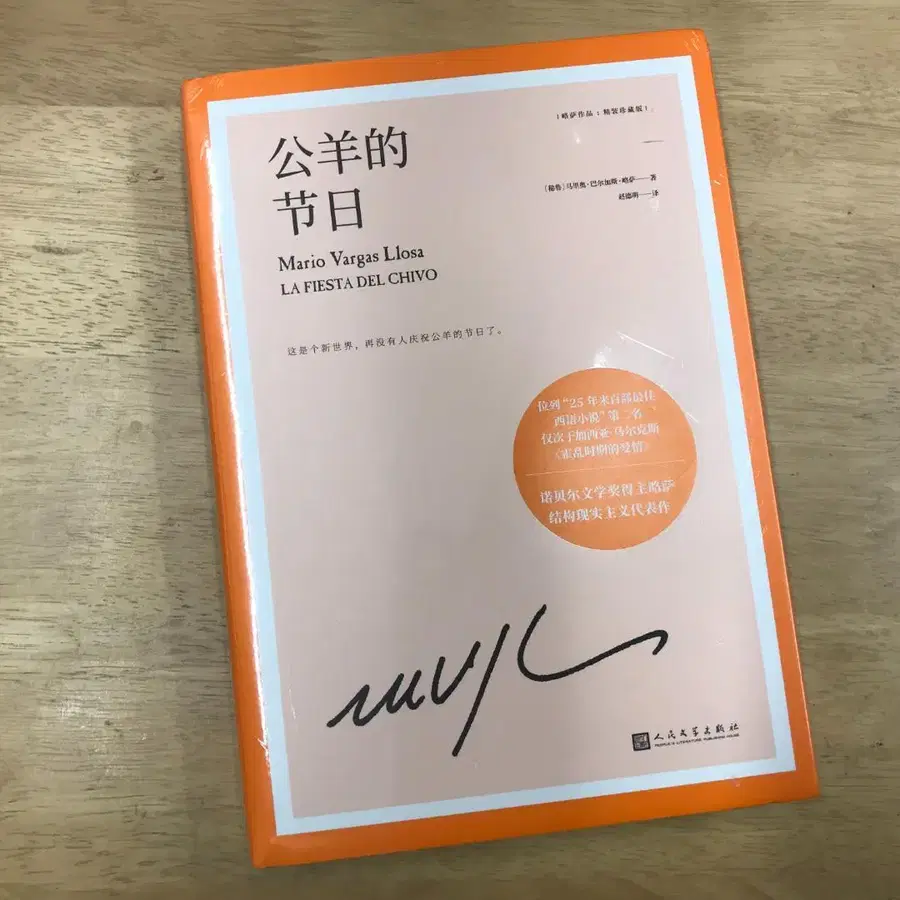 公羊的
节日
Mario Vargas Llosa
LA FIESTA DEL CHIVO
这是个新世界，再没有人庆祝公羊的节日了。
｜略萨作品：精装珍藏版｜
〔秘鲁〕马里奥·巴尔加斯·略萨——著
赵德明——译
位列“25 年来百部最佳
西语小说”第二名
仅次于加西亚·马尔克斯
《霍乱时期的爱情》
诺贝尔文学奖得主略萨
结构现实主义代表作
人民文学出版社
PEOPLE'S LITERATURE PUBLISHING HOUSE